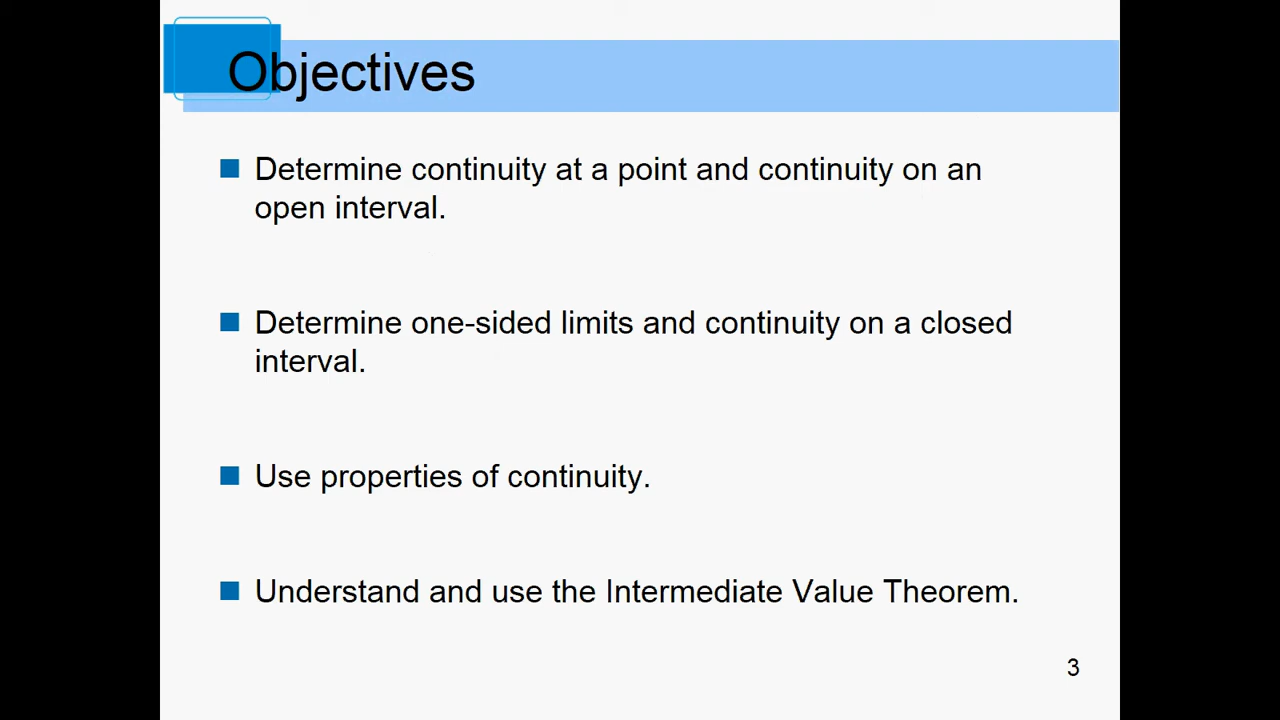 Objectives
Determine continuity at a point and continuity on an
open interval.
Determine one-sided limits and continuity on a closed
interval.
Use properties of continuity.
Understand and use the Intermediate Value Theorem.
3